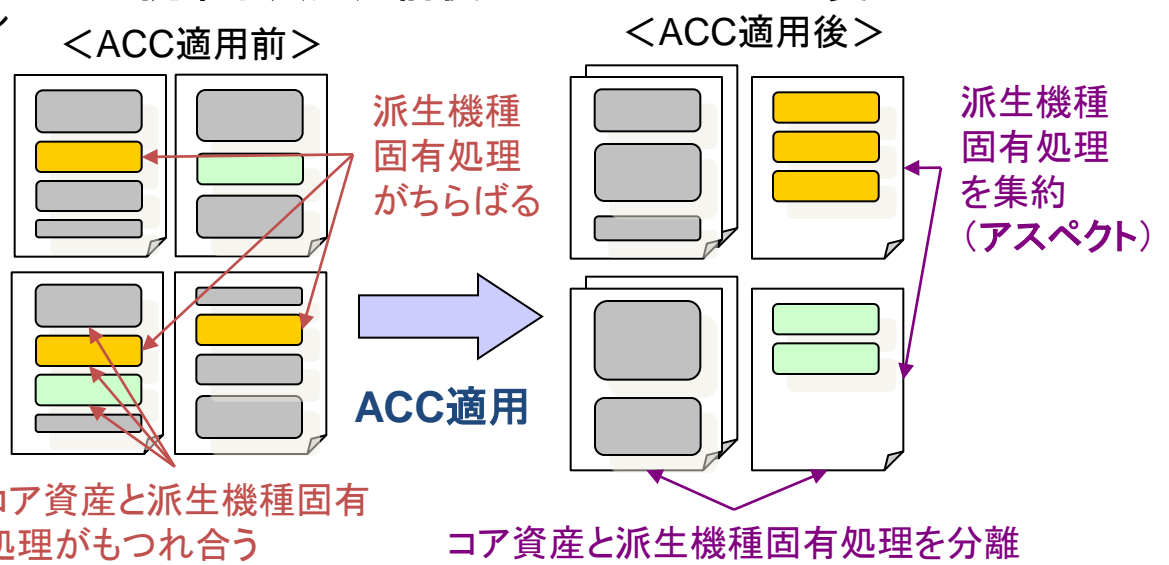 <ACC適用前>
<ACC適用後>
派生機種
固有処理
がちらばる
派生機種
固有処理
を集約
(アスペクト)
ACC適用
コア資産と派生機種固有
処理がもつれ合う
コア資産と派生機種固有処理を分離